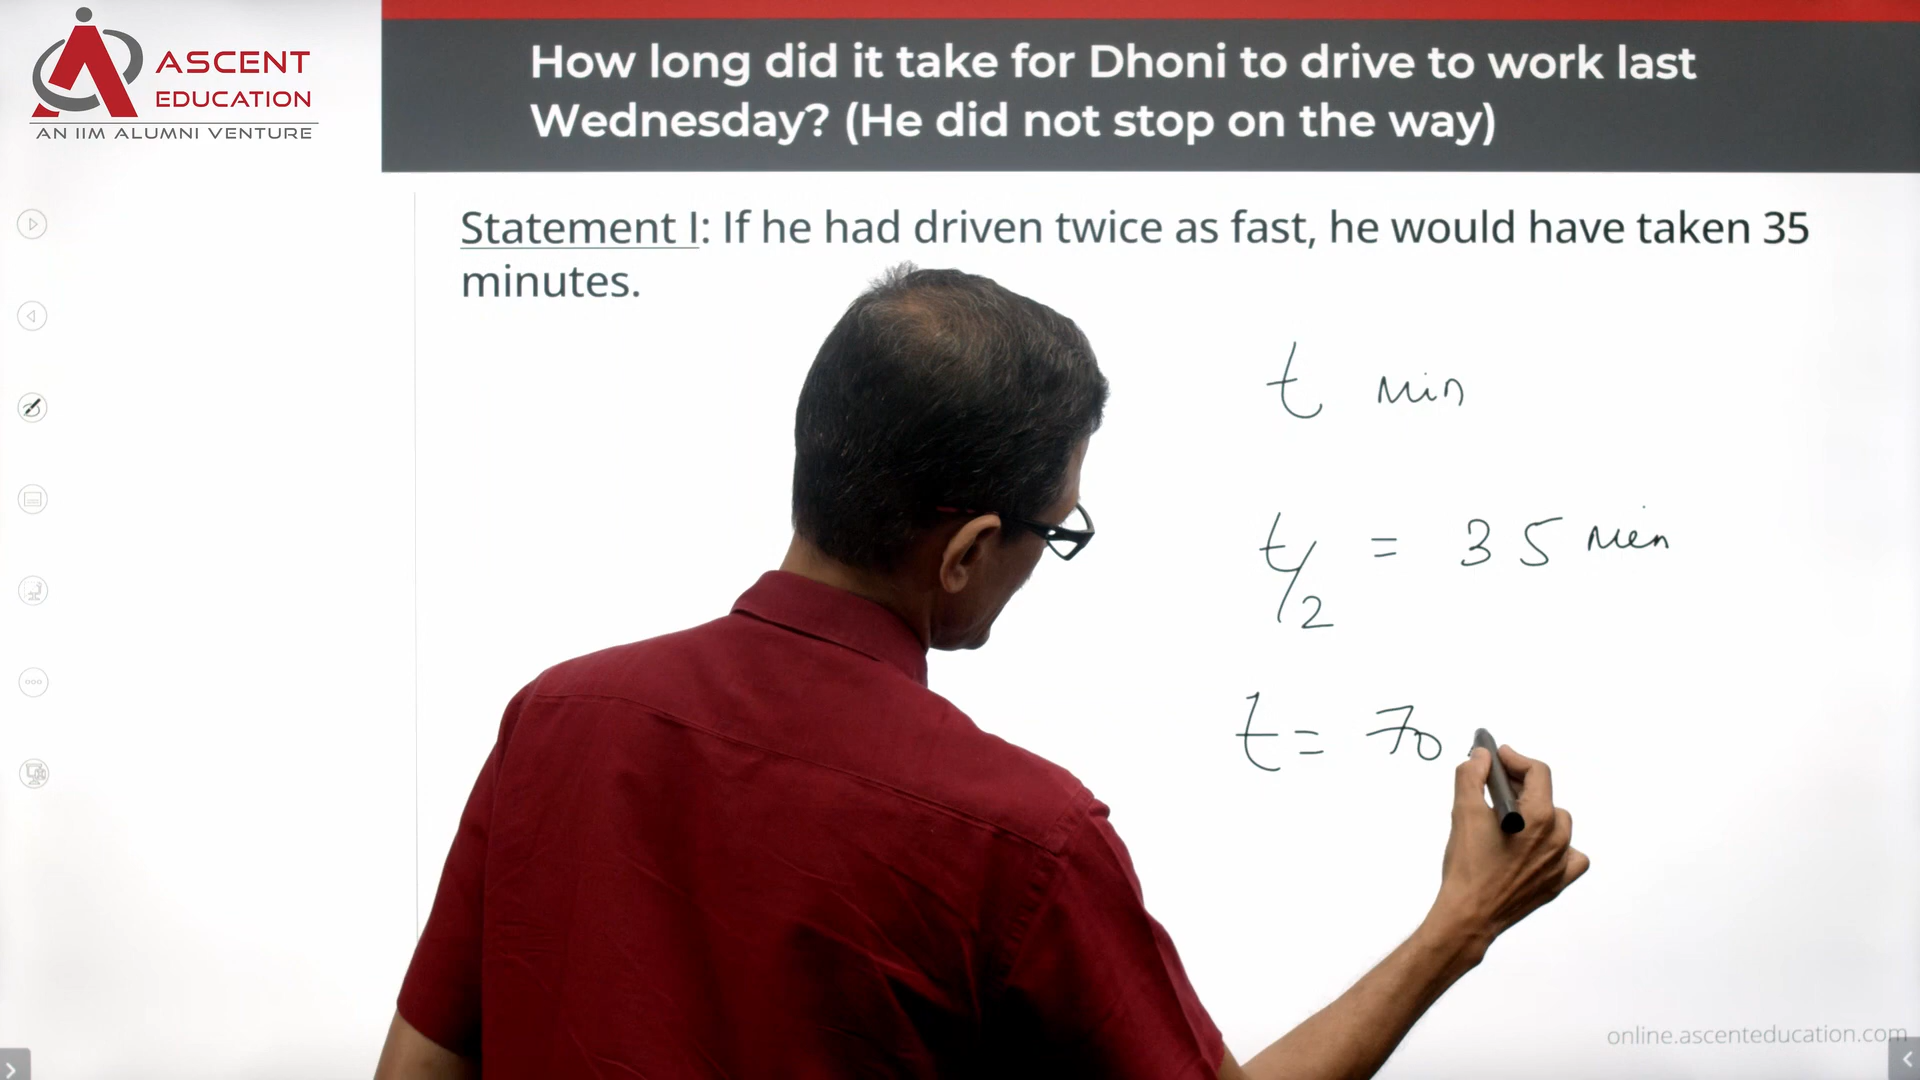 ASCENT
EDUCATION
AN IIM ALUMNI VENTURE
How long did it take for Dhoni to drive to work last
Wednesday? (He did not stop on the way)
Statement I: If he had driven twice as fast, he would have taken 35
minutes.
t min
t/2 = 35 min
t = 70
online.ascenteducation.com